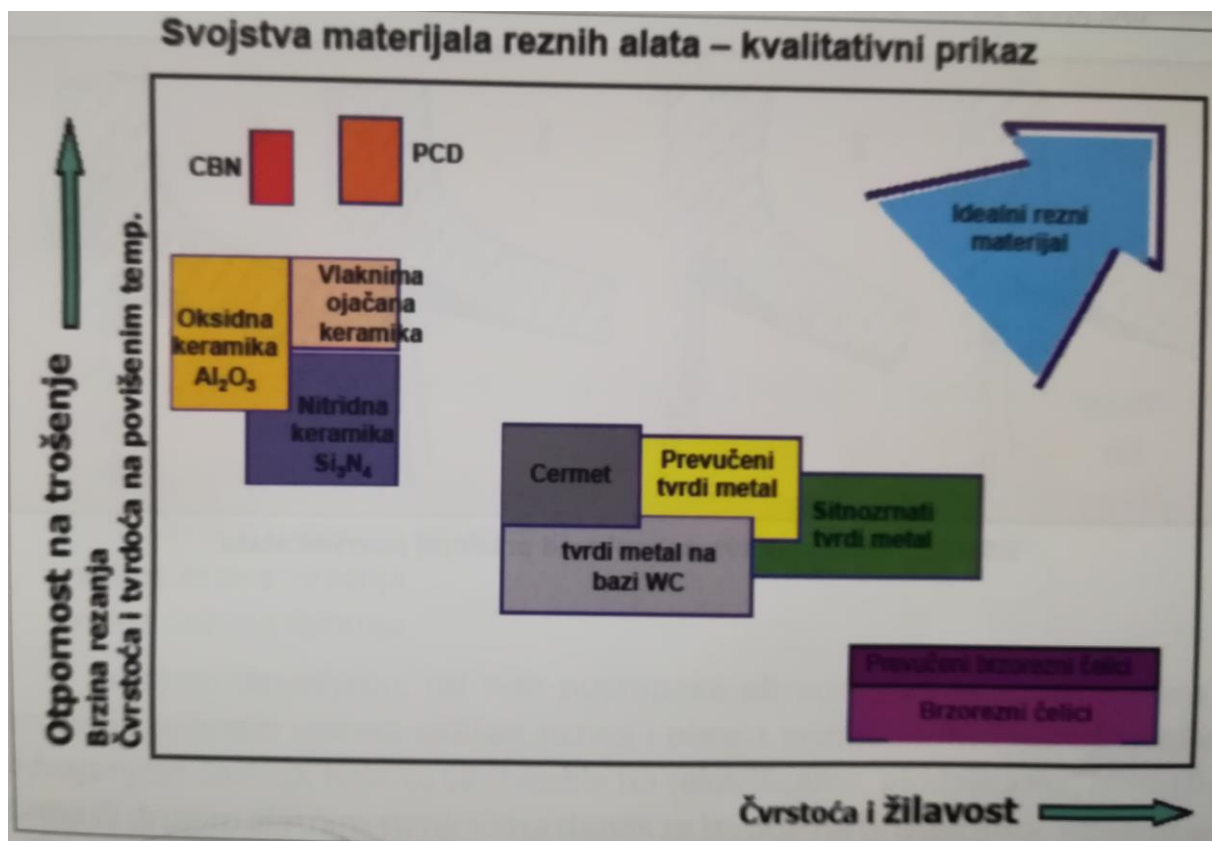 Svojstva materijala reznih alata – kvalitativni prikaz
CBN
PCD
Idealni rezni
materijal
Oksidna
keramika
Al₂O₃
Vlaknima
ojačana
keramika
Nitridna
keramika
Si₃N₄
Cermet
Prevučeni
tvrdi metal
Sitnozrnati
tvrdi metal
tvrdi metal na
bazi WC
Prevučeni brzorezni čelici
Brzorezni čelici
Otpornost na trošenje
Brzina rezanja
Čvrstoća i tvrdoća na povišenim temp.
Čvrstoća i žilavost